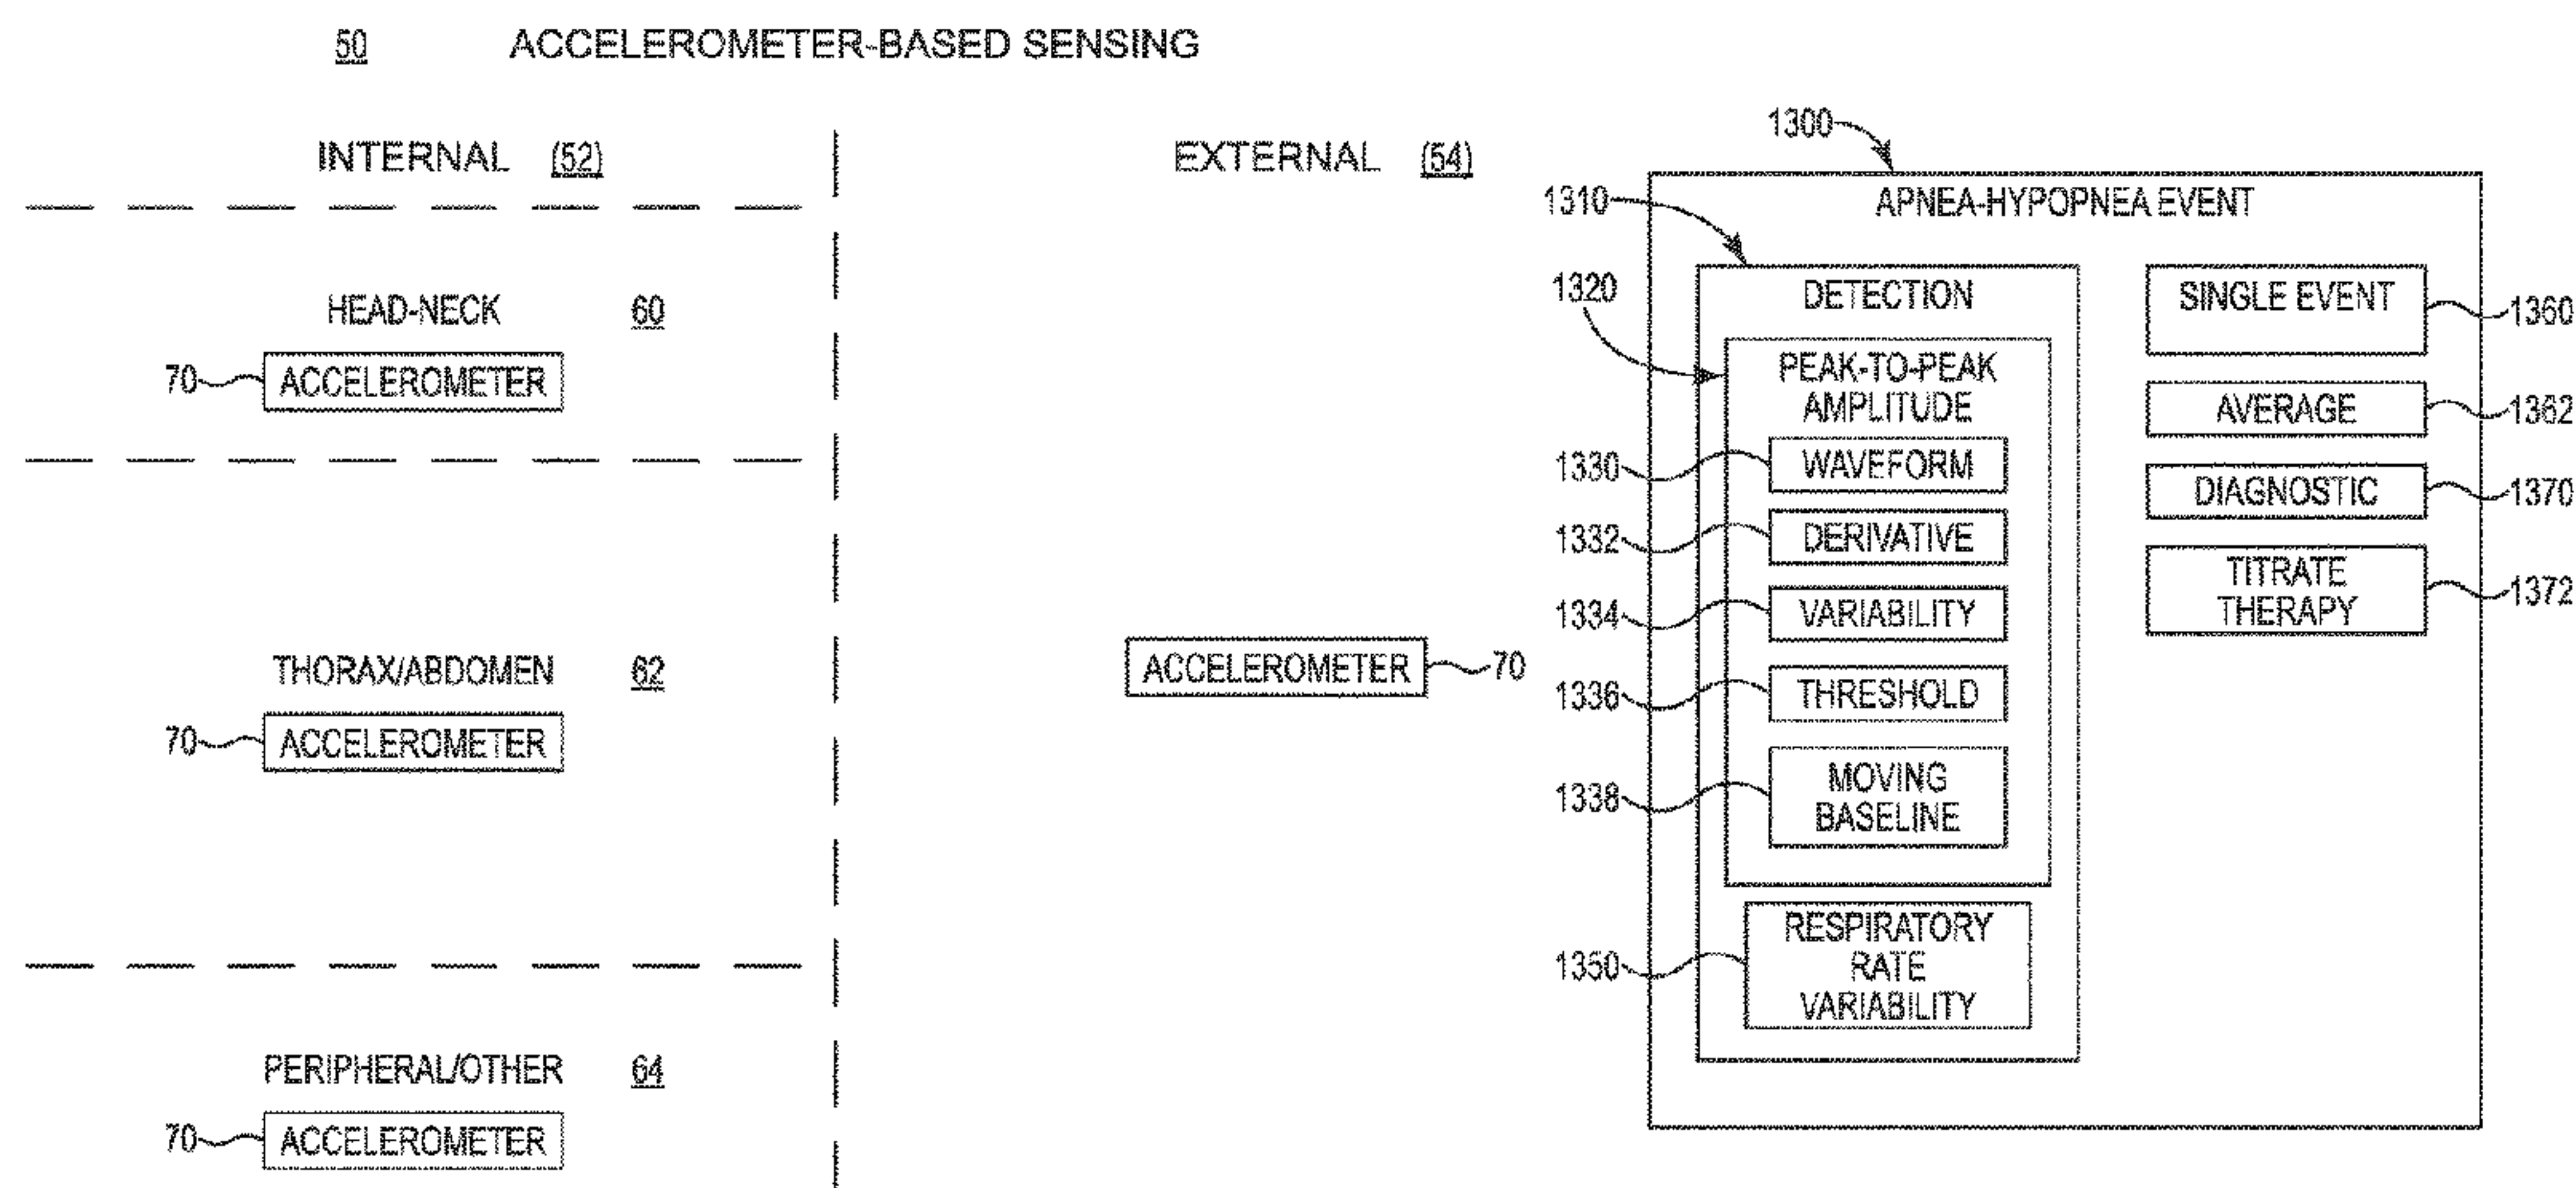 50 ACCELEROMETER-BASED SENSING
INTERNAL (52)
HEAD-NECK 60
70 ACCELEROMETER
THORAX/ABDOMEN 62
70 ACCELEROMETER
PERIPHERAL/OTHER 64
70 ACCELEROMETER
EXTERNAL (54)
ACCELEROMETER 70
1300
APNEA-HYPOPNEA EVENT
1310
DETECTION
1320
PEAK-TO-PEAK
AMPLITUDE
1330 WAVEFORM
1332 DERIVATIVE
1334 VARIABILITY
1336 THRESHOLD
1338 MOVING
BASELINE
1350 RESPIRATORY
RATE
VARIABILITY
SINGLE EVENT 1360
AVERAGE 1362
DIAGNOSTIC 1370
TITRATE
THERAPY 1372